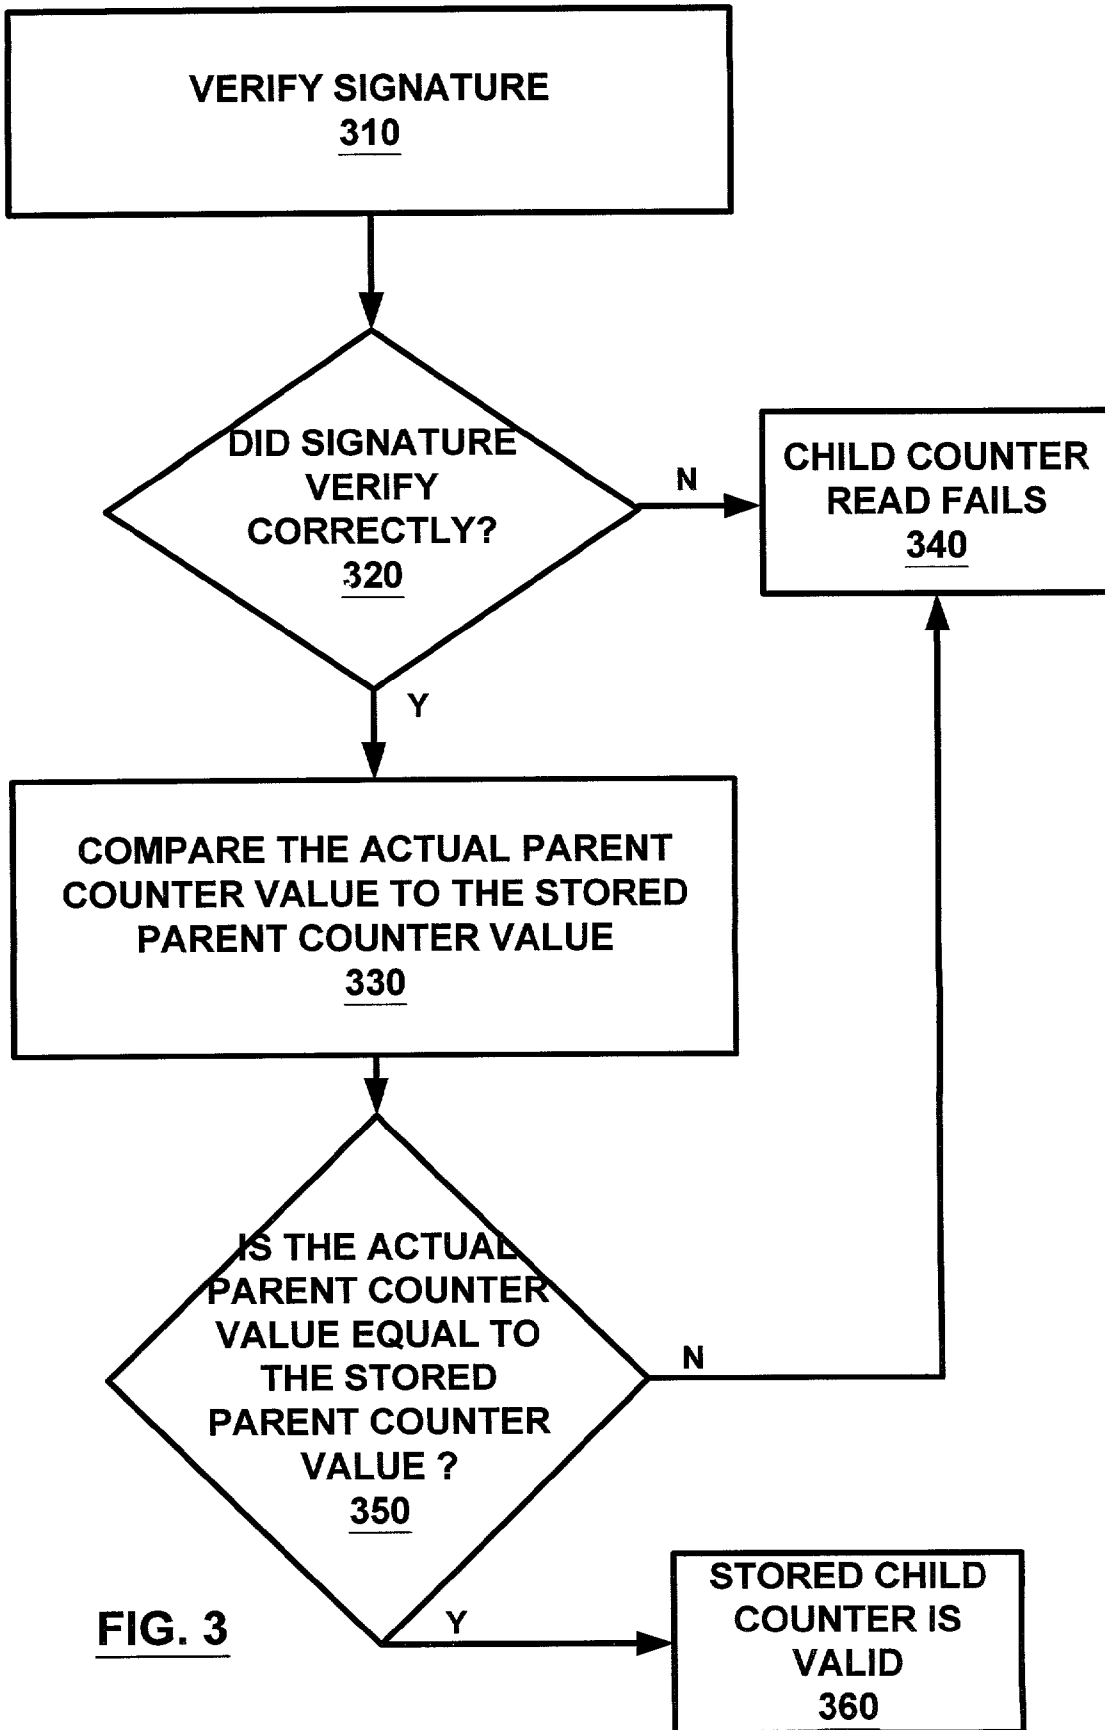 VERIFY SIGNATURE
310
DID SIGNATURE
VERIFY
CORRECTLY?
320
N
CHILD COUNTER
READ FAILS
340
Y
COMPARE THE ACTUAL PARENT
COUNTER VALUE TO THE STORED
PARENT COUNTER VALUE
330
IS THE ACTUAL
PARENT COUNTER
VALUE EQUAL TO
THE STORED
PARENT COUNTER
VALUE ?
350
N
Y
STORED CHILD
COUNTER IS
VALID
360
FIG. 3